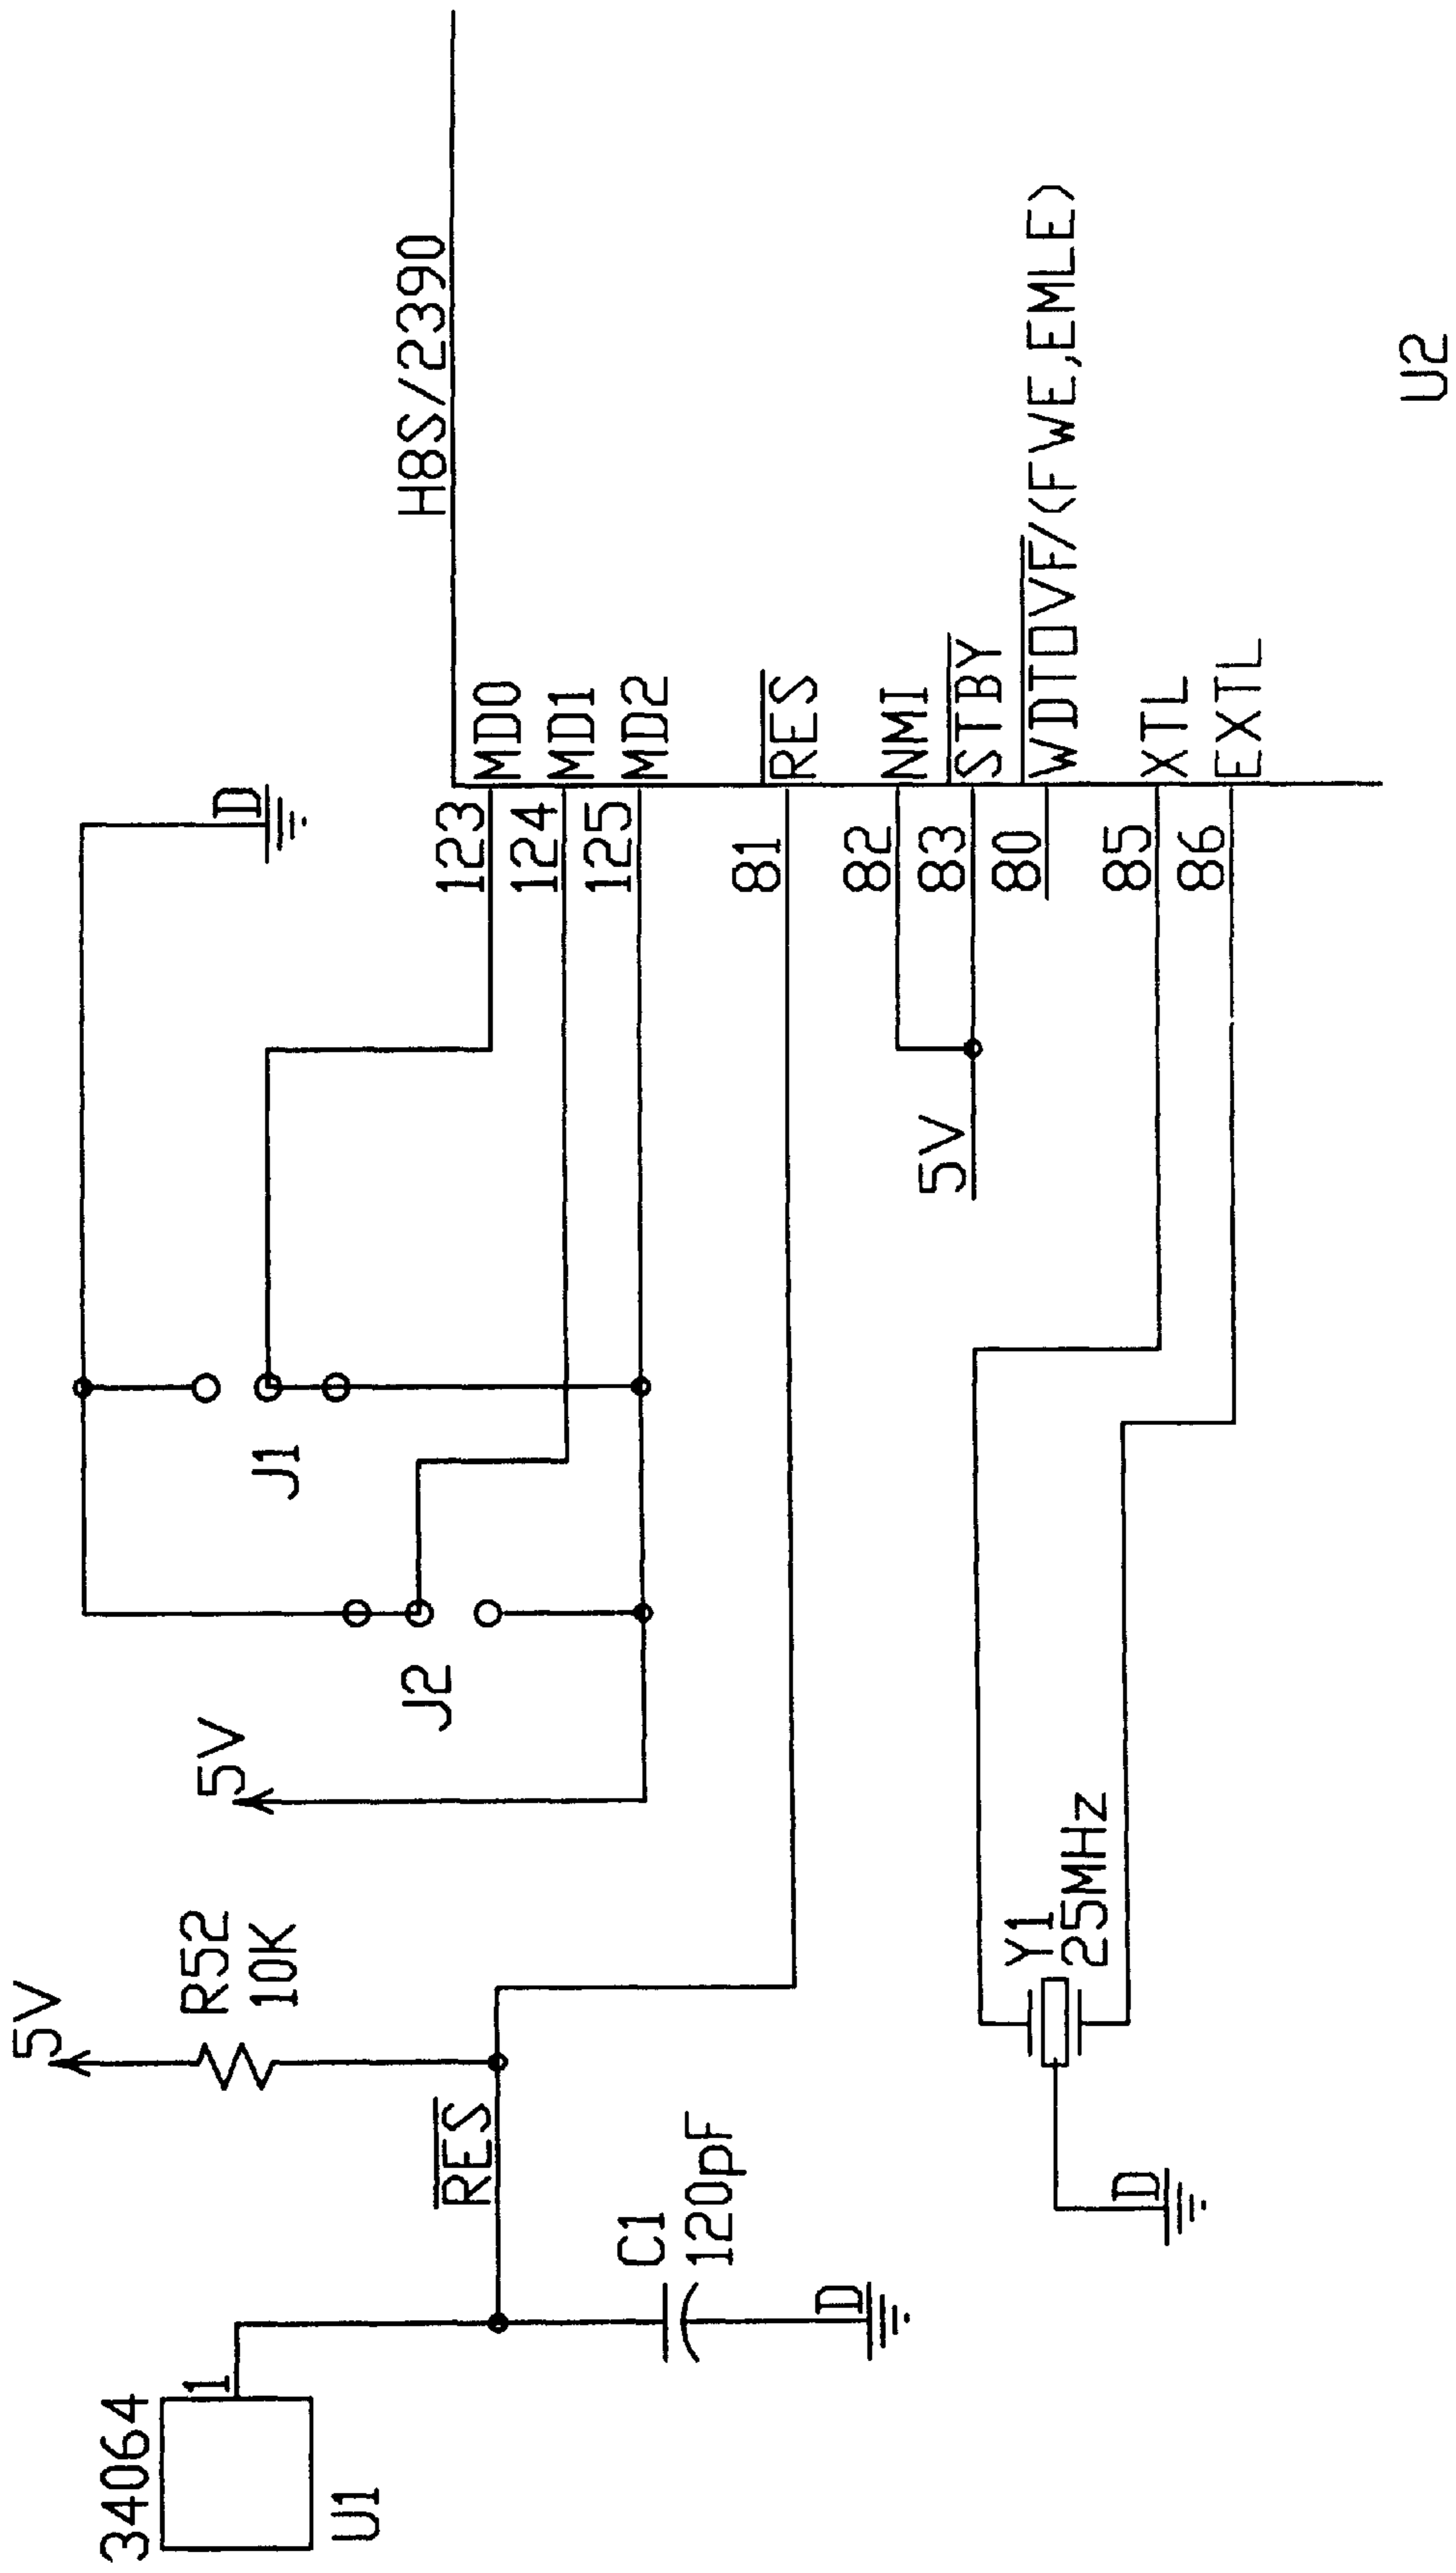 34064
1
U1
5V
R52
10K
RES
C1
120pF
D
5V
J2
J1
D
H8S/2390
123 MD0
124 MD1
125 MD2
81 RES
82 NMI
83 STBY
5V
80 WDTOVF/(FWE,EMLE)
85 XTL
86 EXTL
Y1
25MHz
D
U2